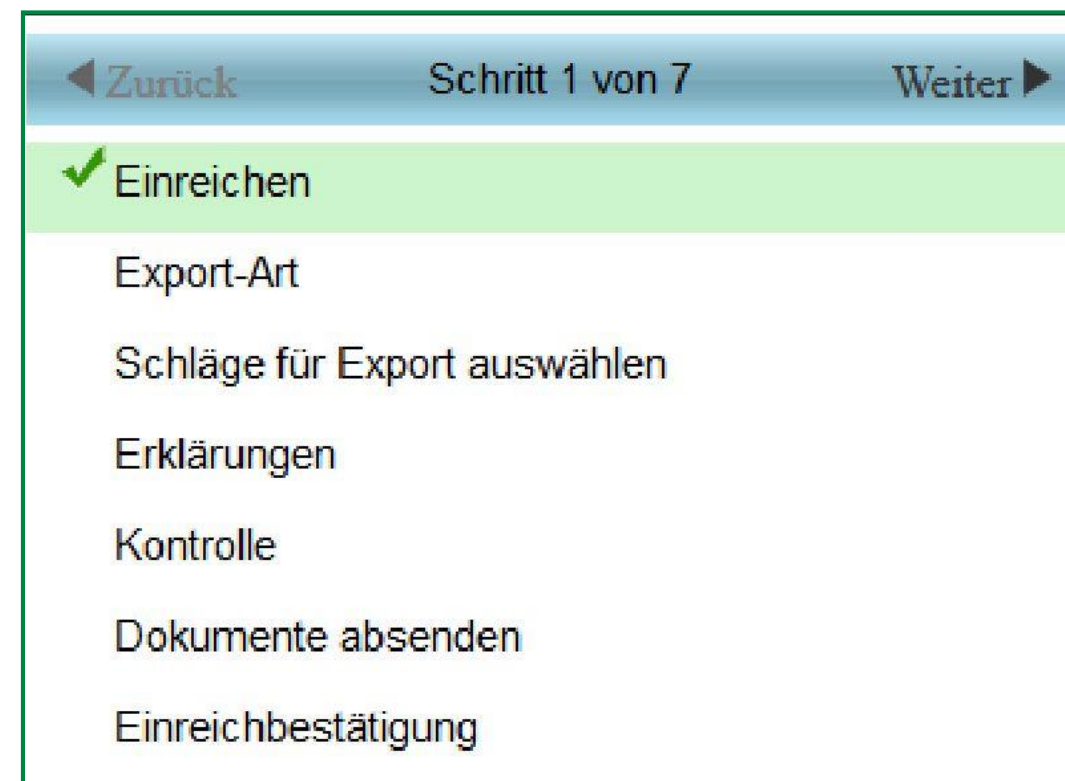 Zurück Schritt 1 von 7 Weiter
Einreichen
Export-Art
Schläge für Export auswählen
Erklärungen
Kontrolle
Dokumente absenden
Einreichbestätigung